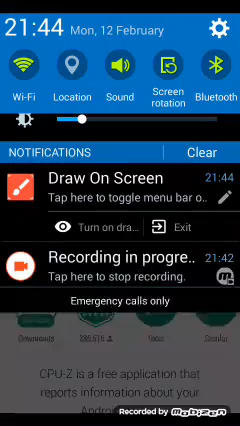 21:44 Mon, 12 February
Wi-Fi Location Sound Screen rotation Bluetooth
NOTIFICATIONS Clear
Draw On Screen 21:44
Tap here to toggle menu bar o..
Turn on dra... Exit
Recording in progre.. 21:42
Tap here to stop recording.
Emergency calls only
CPU-Z is a free application that
reports information about your
Recorded by MOBIZEN